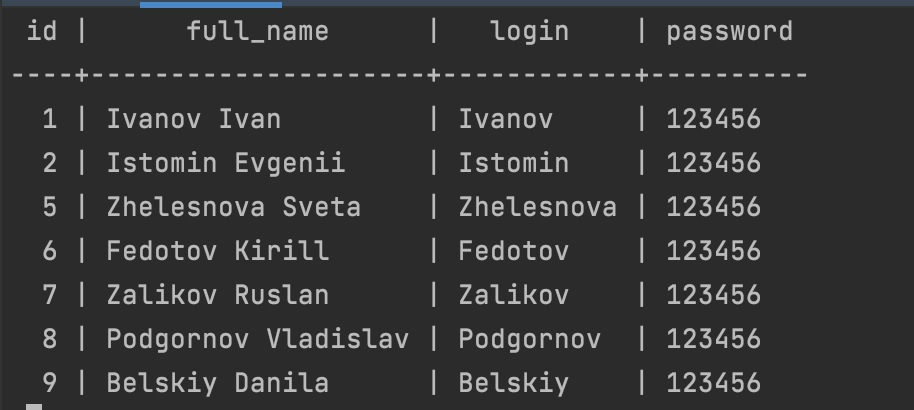 id | full_name | login | password
----+---------------------+------------+----------
1 | Ivanov Ivan | Ivanov | 123456
2 | Istomin Evgenii | Istomin | 123456
5 | Zhelesnova Sveta | Zhelesnova | 123456
6 | Fedotov Kirill | Fedotov | 123456
7 | Zalikov Ruslan | Zalikov | 123456
8 | Podgornov Vladislav | Podgornov | 123456
9 | Belskiy Danila | Belskiy | 123456